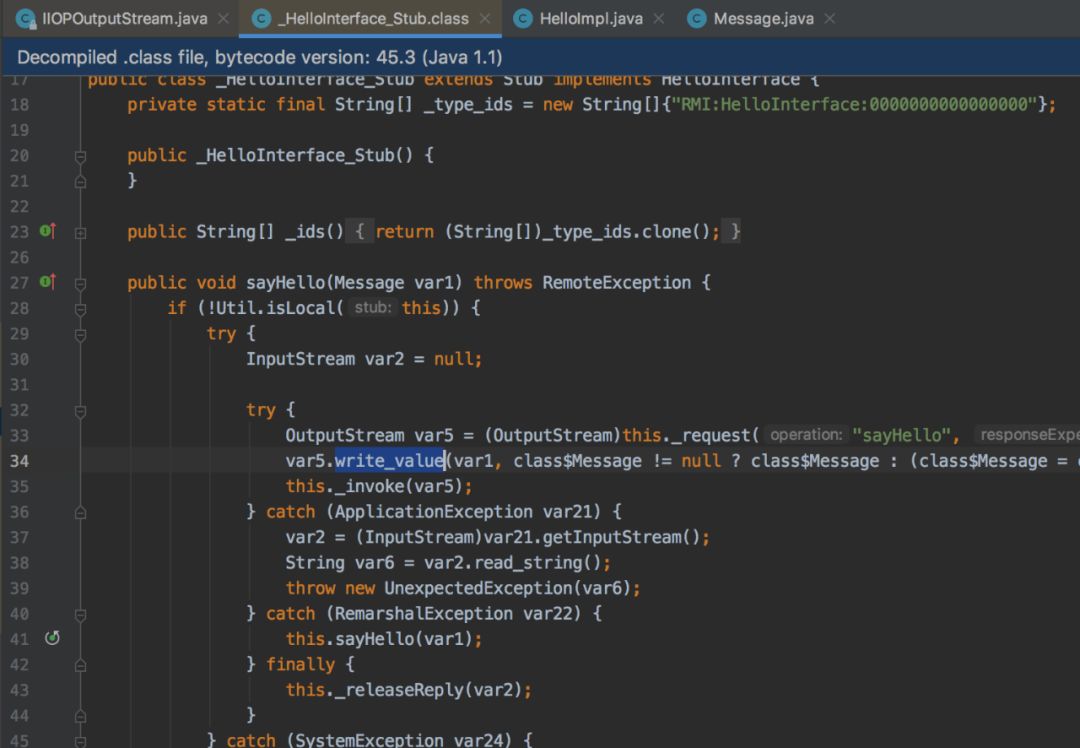 IIOPOutputStream.java _HelloInterface_Stub.class HelloImpl.java Message.java
Decompiled .class file, bytecode version: 45.3 (Java 1.1)
17 public class _HelloInterface_Stub extends Stub implements HelloInterface {
18 private static final String[] _type_ids = new String[]{"RMI:HelloInterface:0000000000000000"};
19
20 public _HelloInterface_Stub() {
21 }
22
23 public String[] _ids() { return (String[])_type_ids.clone(); }
26
27 public void sayHello(Message var1) throws RemoteException {
28 if (!Util.isLocal( stub: this)) {
29 try {
30 InputStream var2 = null;
31
32 try {
33 OutputStream var5 = (OutputStream)this._request( operation: "sayHello", responseExpe
34 var5.write_value(var1, class$Message != null ? class$Message : (class$Message =
35 this._invoke(var5);
36 } catch (ApplicationException var21) {
37 var2 = (InputStream)var21.getInputStream();
38 String var6 = var2.read_string();
39 throw new UnexpectedException(var6);
40 } catch (RemarshalException var22) {
41 this.sayHello(var1);
42 } finally {
43 this._releaseReply(var2);
44 }
45 } catch (SystemException var24) {